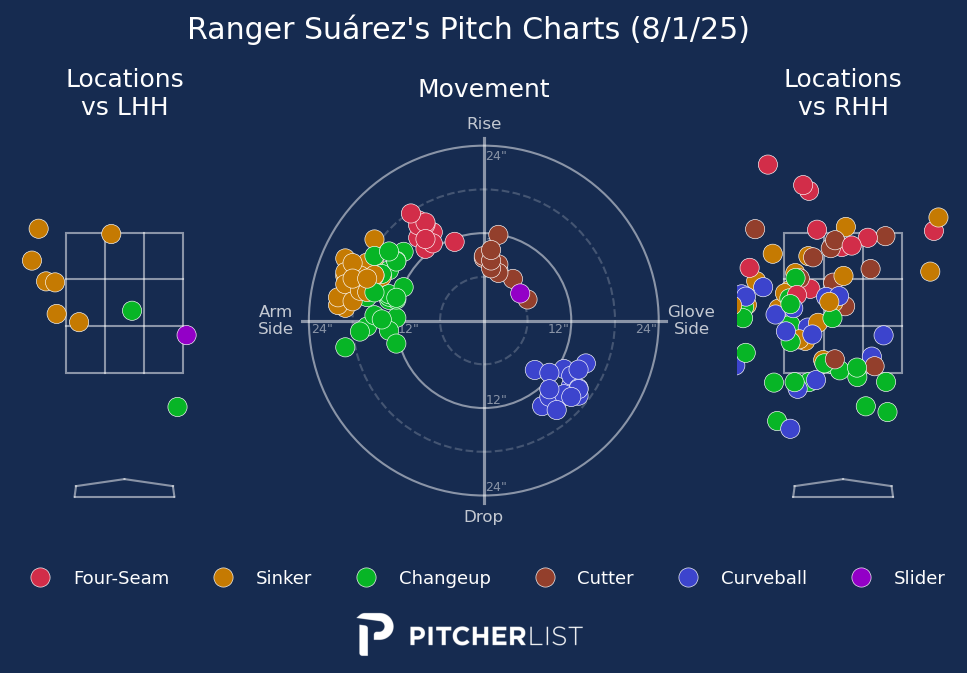 Ranger Suárez's Pitch Charts (8/1/25)
Locations
vs LHH
Movement
Locations
vs RHH
Rise
24"
Arm
Side
24"
12"
12"
24"
Glove
Side
12"
24"
Drop
Four-Seam
Sinker
Changeup
Cutter
Curveball
Slider
PITCHERLIST